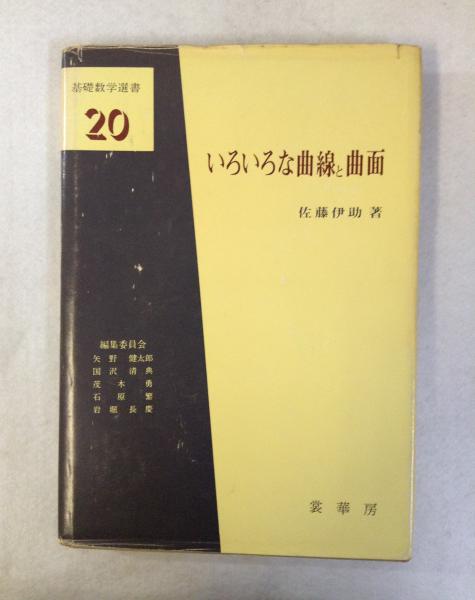 基礎数学選書
20
いろいろな曲線と曲面
佐藤伊助 著
編集委員会
矢野 健太郎
国沢 清典
茂木 勇
石原 繁
岩堀 長慶
裳華房